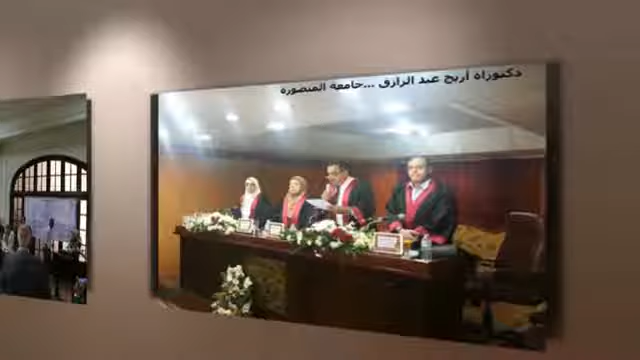 دكتوراه أريج عبد الرازق ...جامعة المنصورة